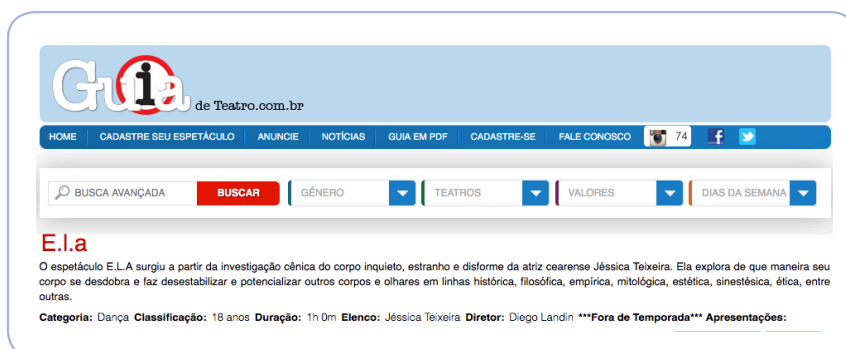 Guia
de Teatro.com.br
HOME CADASTRE SEU ESPETÁCULO ANUNCIE NOTÍCIAS GUIA EM PDF CADASTRE-SE FALE CONOSCO 74
BUSCA AVANÇADA BUSCAR GÊNERO TEATROS VALORES DIAS DA SEMANA
E.l.a
O espetáculo E.L.A surgiu a partir da investigação cênica do corpo inquieto, estranho e disforme da atriz cearense Jéssica Teixeira. Ela explora de que maneira seu
corpo se desdobra e faz desestabilizar e potencializar outros corpos e olhares em linhas histórica, filosófica, empírica, mitológica, estética, sinestésica, ética, entre
outras.
Categoria: Dança Classificação: 18 anos Duração: 1h 0m Elenco: Jéssica Teixeira Diretor: Diego Landin ***Fora de Temporada*** Apresentações: